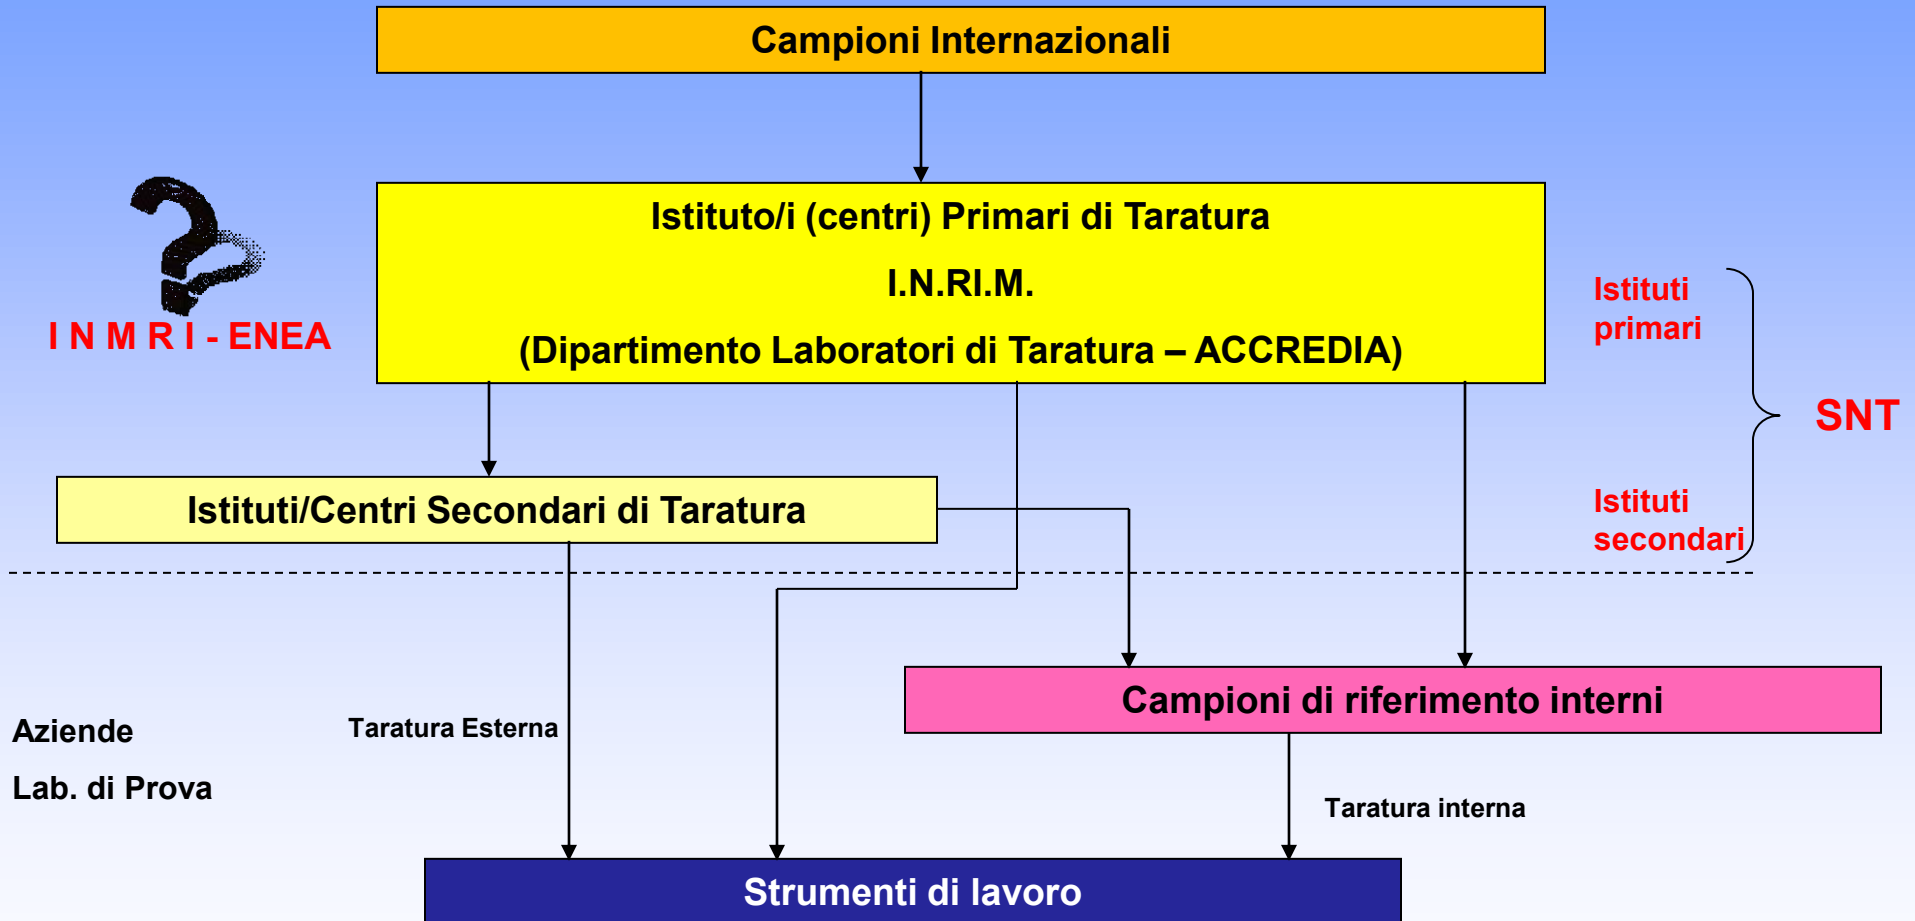 Campioni Internazionali
Istituto/i (centri) Primari di Taratura
I.N.RI.M.
(Dipartimento Laboratori di Taratura – ACCREDIA)
?
I N M R I - ENEA
Istituti
primari
SNT
Istituti/Centri Secondari di Taratura
Istituti
secondari
Campioni di riferimento interni
Aziende
Lab. di Prova
Taratura Esterna
Taratura interna
Strumenti di lavoro